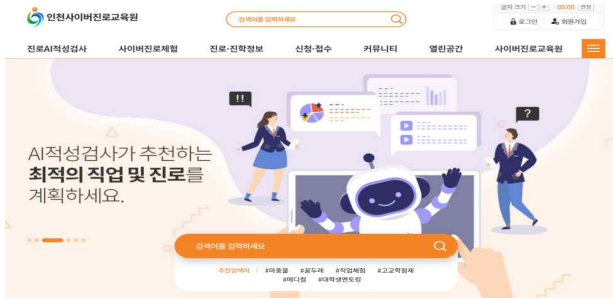 글자크기 - + 00:00 연장
인천사이버진로교육원
검색어를 입력하세요.
로그인 회원가입
진로AI적성검사 사이버진로체험 진로·진학정보 신청·접수 커뮤니티 열린공간 사이버진로교육원
!!
?
AI적성검사가 추천하는
최적의 직업 및 진로를
계획하세요.
검색어를 입력하세요
추천검색어 #마중물 #꿈두레 #직업체험 #고교학점제
#메디컬 #대학생멘토링